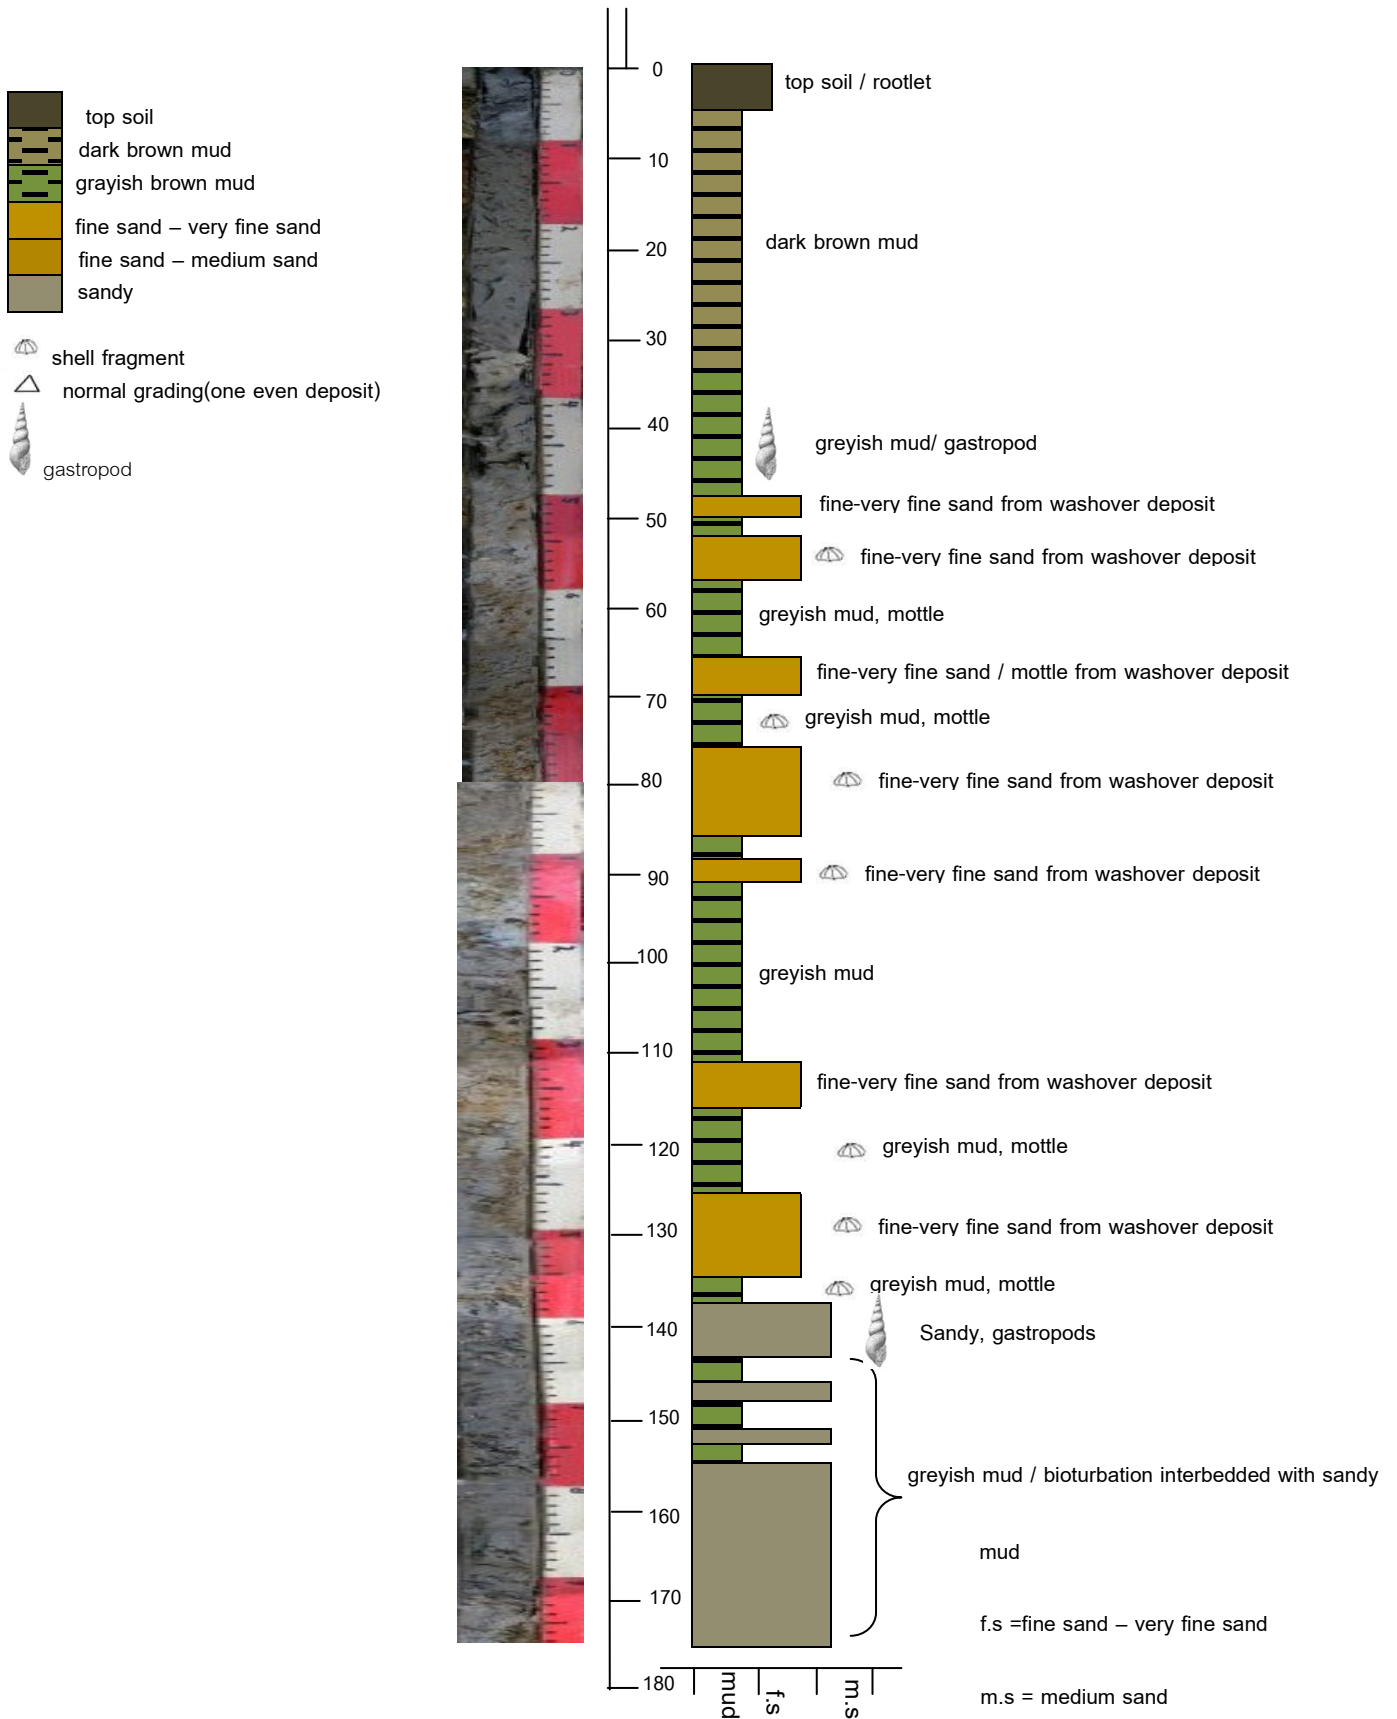 top soil
dark brown mud
grayish brown mud
fine sand – very fine sand
fine sand – medium sand
sandy
shell fragment
normal grading(one even deposit)
gastropod
0
10
20
30
40
50
60
70
80
90
100
110
120
130
140
150
160
170
180
top soil / rootlet
dark brown mud
greyish mud/ gastropod
fine-very fine sand from washover deposit
fine-very fine sand from washover deposit
greyish mud, mottle
fine-very fine sand / mottle from washover deposit
greyish mud, mottle
fine-very fine sand from washover deposit
fine-very fine sand from washover deposit
greyish mud
fine-very fine sand from washover deposit
greyish mud, mottle
fine-very fine sand from washover deposit
greyish mud, mottle
Sandy, gastropods
greyish mud / bioturbation interbedded with sandy
mud
f.s =fine sand – very fine sand
m.s = medium sand
mud
f.s
m.s